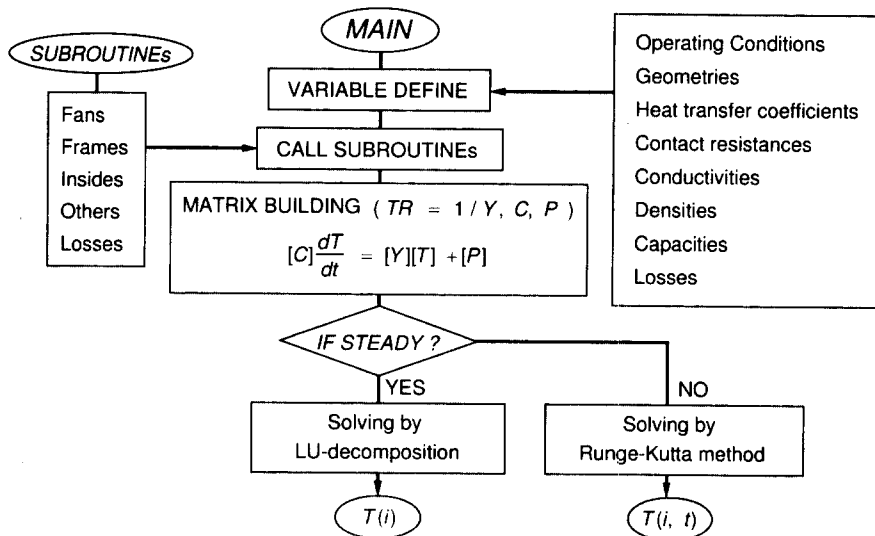 MAIN
SUBROUTINEs
VARIABLE DEFINE
Operating Conditions
Geometries
Heat transfer coefficients
Contact resistances
Conductivities
Densities
Capacities
Losses
Fans
Frames
Insides
Others
Losses
CALL SUBROUTINEs
MATRIX BUILDING ( TR = 1 / Y, C, P )
[C] dT/dt = [Y][T] + [P]
IF STEADY ?
YES
NO
Solving by
LU-decomposition
Solving by
Runge-Kutta method
T(i)
T(i, t)